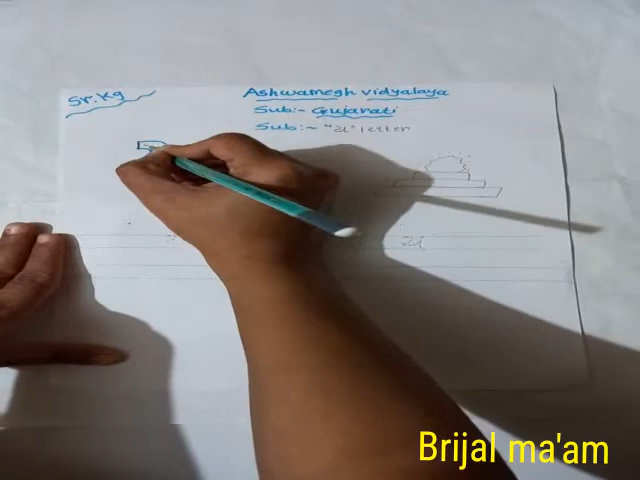 Sr.Kg
Ashwamegh vidyalaya
Sub:- Gujarati
Sub:- "ય" letter
ય
Brijal ma'am